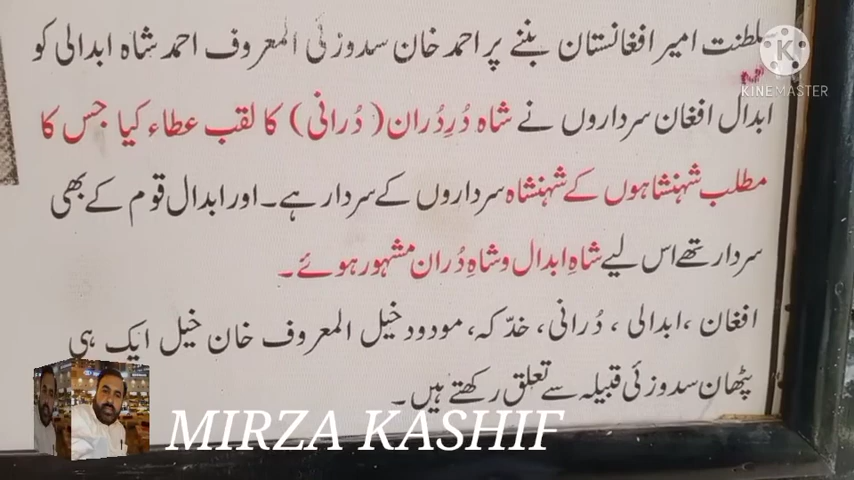 سلطنت امیر افغانستان بننے پر احمد خان سدوزئی المعروف احمد شاہ ابدالی کو
ابدال افغان سرداروں نے شاہ دُرِدُران( دُرانی) کا لقب عطاء کیا جس کا
مطلب شہنشاہوں کے شہنشاہ سرداروں کے سردار ہے۔ اور ابدال قوم کے بھی
سردار تھے اس لیے شاہِ ابدال و شاہِ دُران مشہور ہوئے۔
افغان ،ابدالی ، دُرانی، خدّکہ، مودود خیل المعروف خان خیل ایک ہی
پٹھان سدوزئی قبیلہ سے تعلق رکھتے ہیں۔
K
KINEMASTER
MIRZA KASHIF